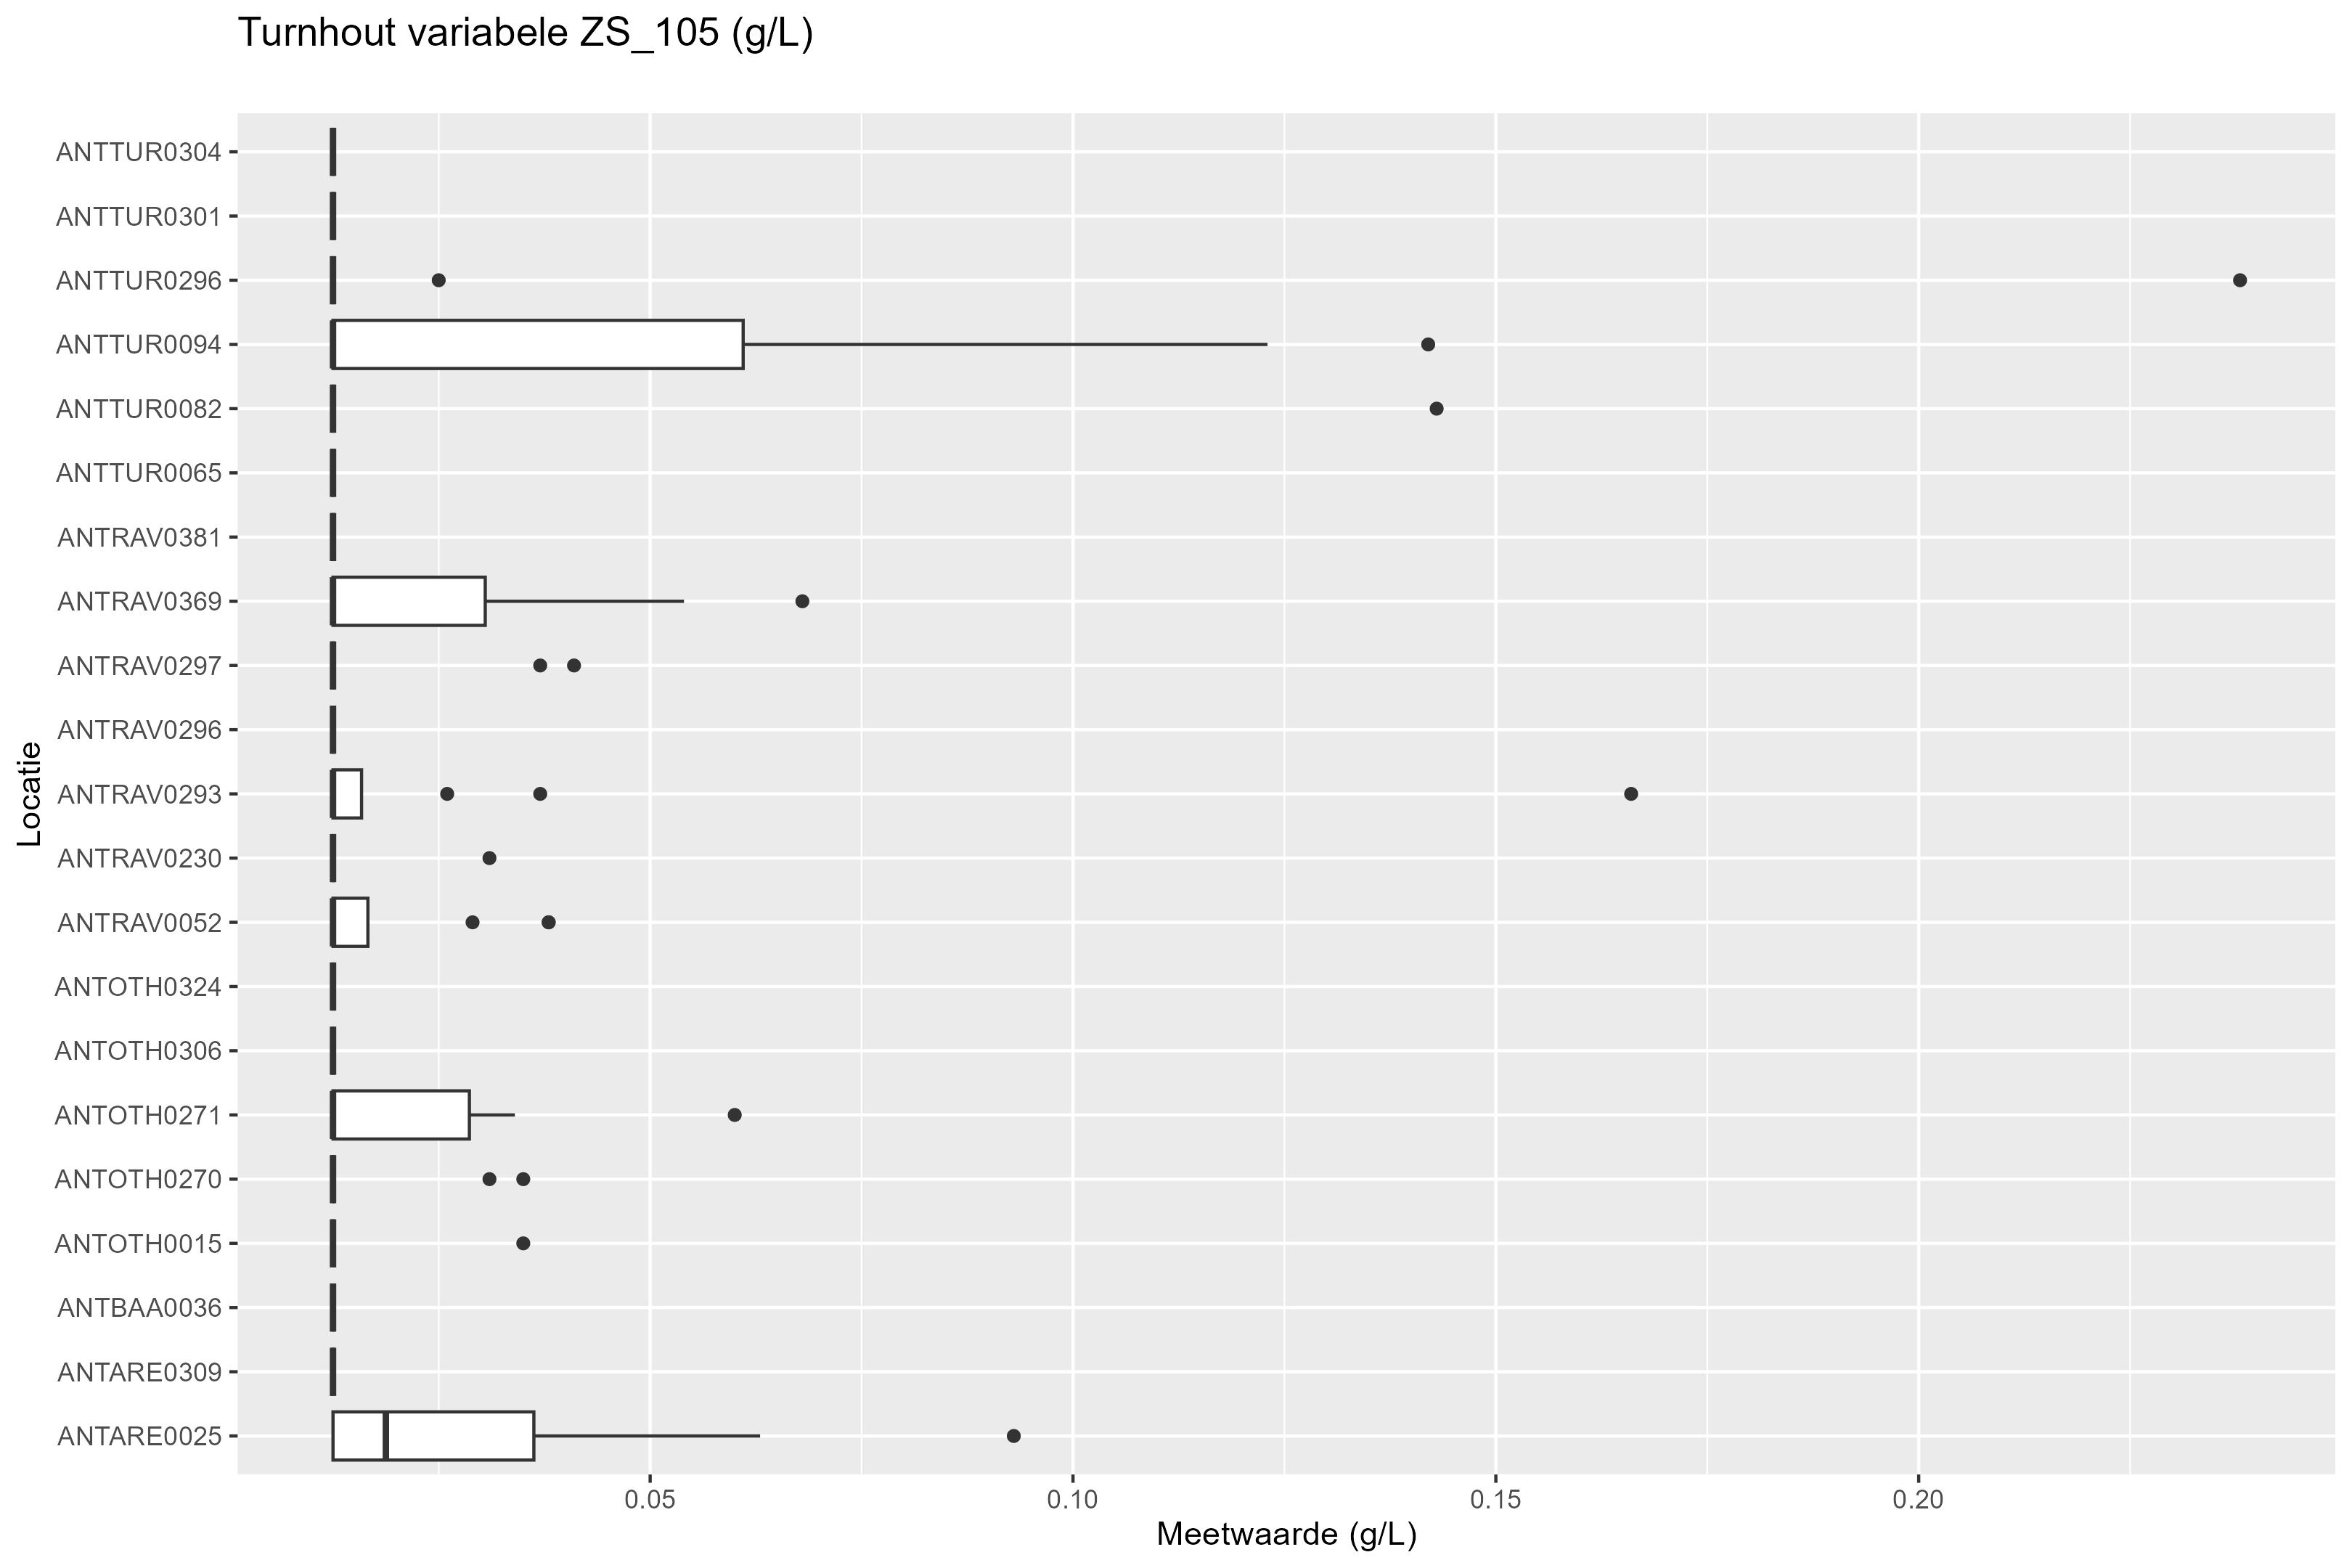 Turnhout variabele ZS_105 (g/L)
ANTTUR0304
ANTTUR0301
ANTTUR0296
ANTTUR0094
ANTTUR0082
ANTTUR0065
ANTRAV0381
ANTRAV0369
ANTRAV0297
ANTRAV0296
ANTRAV0293
ANTRAV0230
ANTRAV0052
ANTOTH0324
ANTOTH0306
ANTOTH0271
ANTOTH0270
ANTOTH0015
ANTBAA0036
ANTARE0309
ANTARE0025
Locatie
0.05 0.10 0.15 0.20
Meetwaarde (g/L)